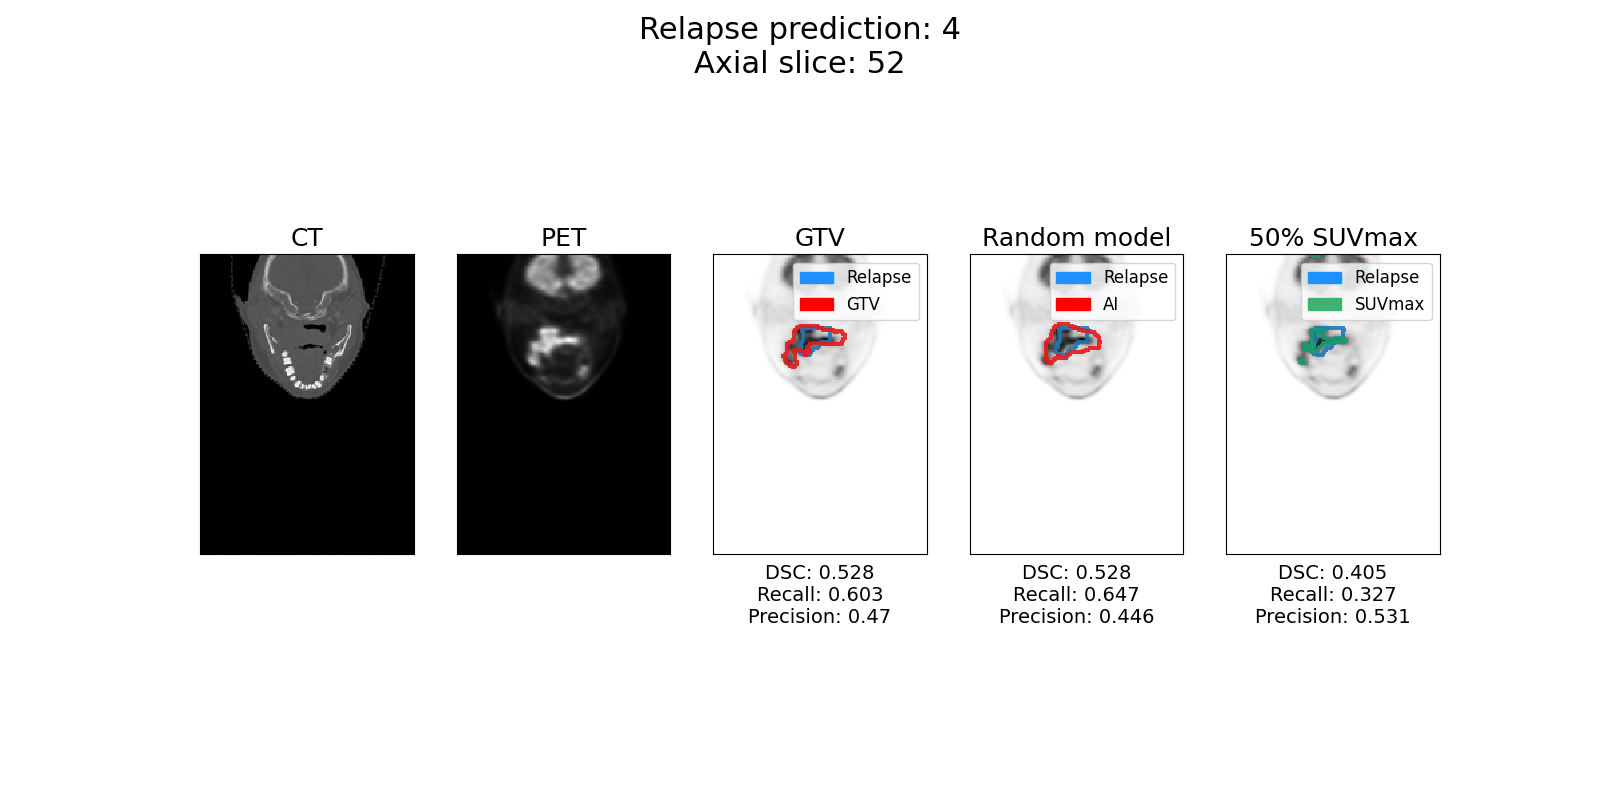 Relapse prediction: 4
Axial slice: 52
CT
PET
GTV
Random model
50% SUVmax
Relapse
GTV
Relapse
AI
Relapse
SUVmax
DSC: 0.528
Recall: 0.603
Precision: 0.47
DSC: 0.528
Recall: 0.647
Precision: 0.446
DSC: 0.405
Recall: 0.327
Precision: 0.531